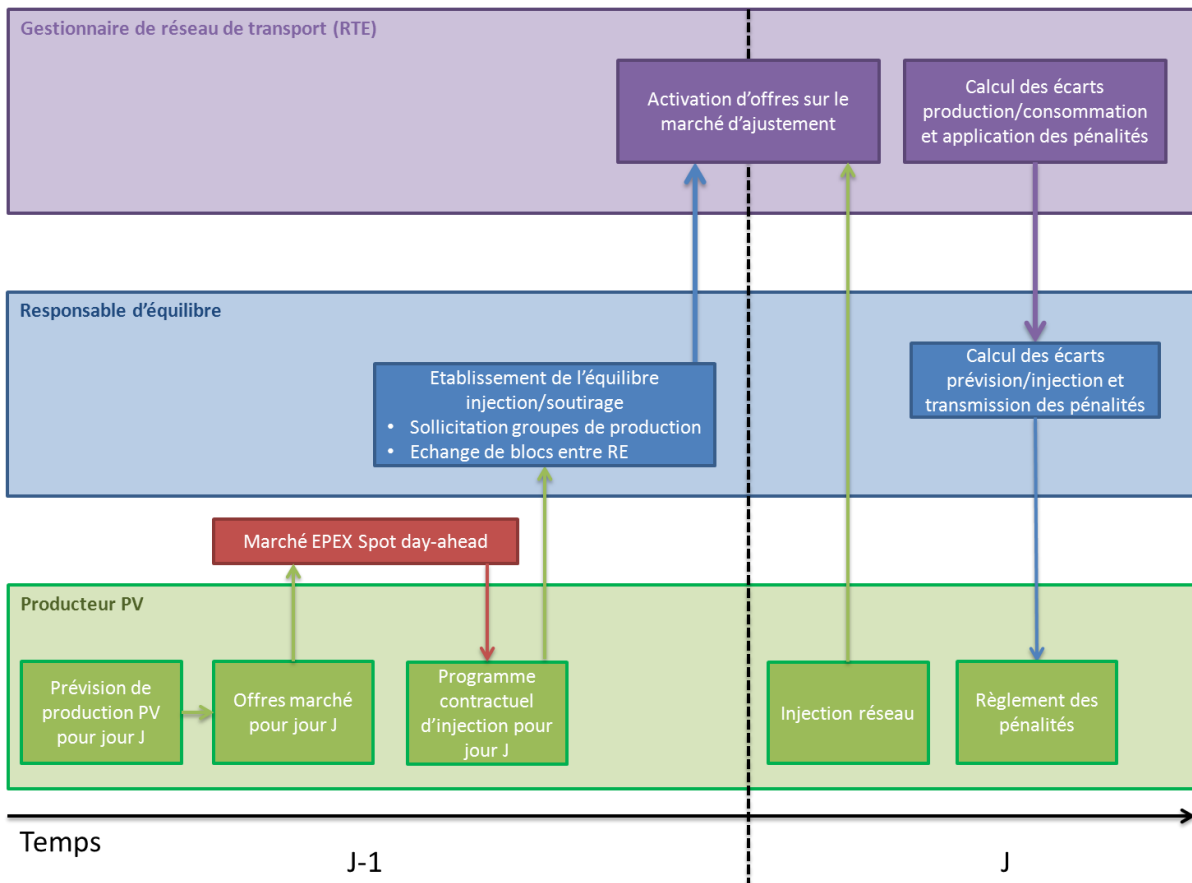 Gestionnaire de réseau de transport (RTE)
Activation d'offres sur le
marché d'ajustement
Calcul des écarts
production/consommation
et application des pénalités
Responsable d'équilibre
Etablissement de l'équilibre
injection/soutirage
• Sollicitation groupes de production
• Echange de blocs entre RE
Calcul des écarts
prévision/injection et
transmission des pénalités
Marché EPEX Spot day-ahead
Producteur PV
Prévision de
production PV
pour jour J
Offres marché
pour jour J
Programme
contractuel
d'injection pour
jour J
Injection réseau
Règlement des
pénalités
Temps
J-1
J